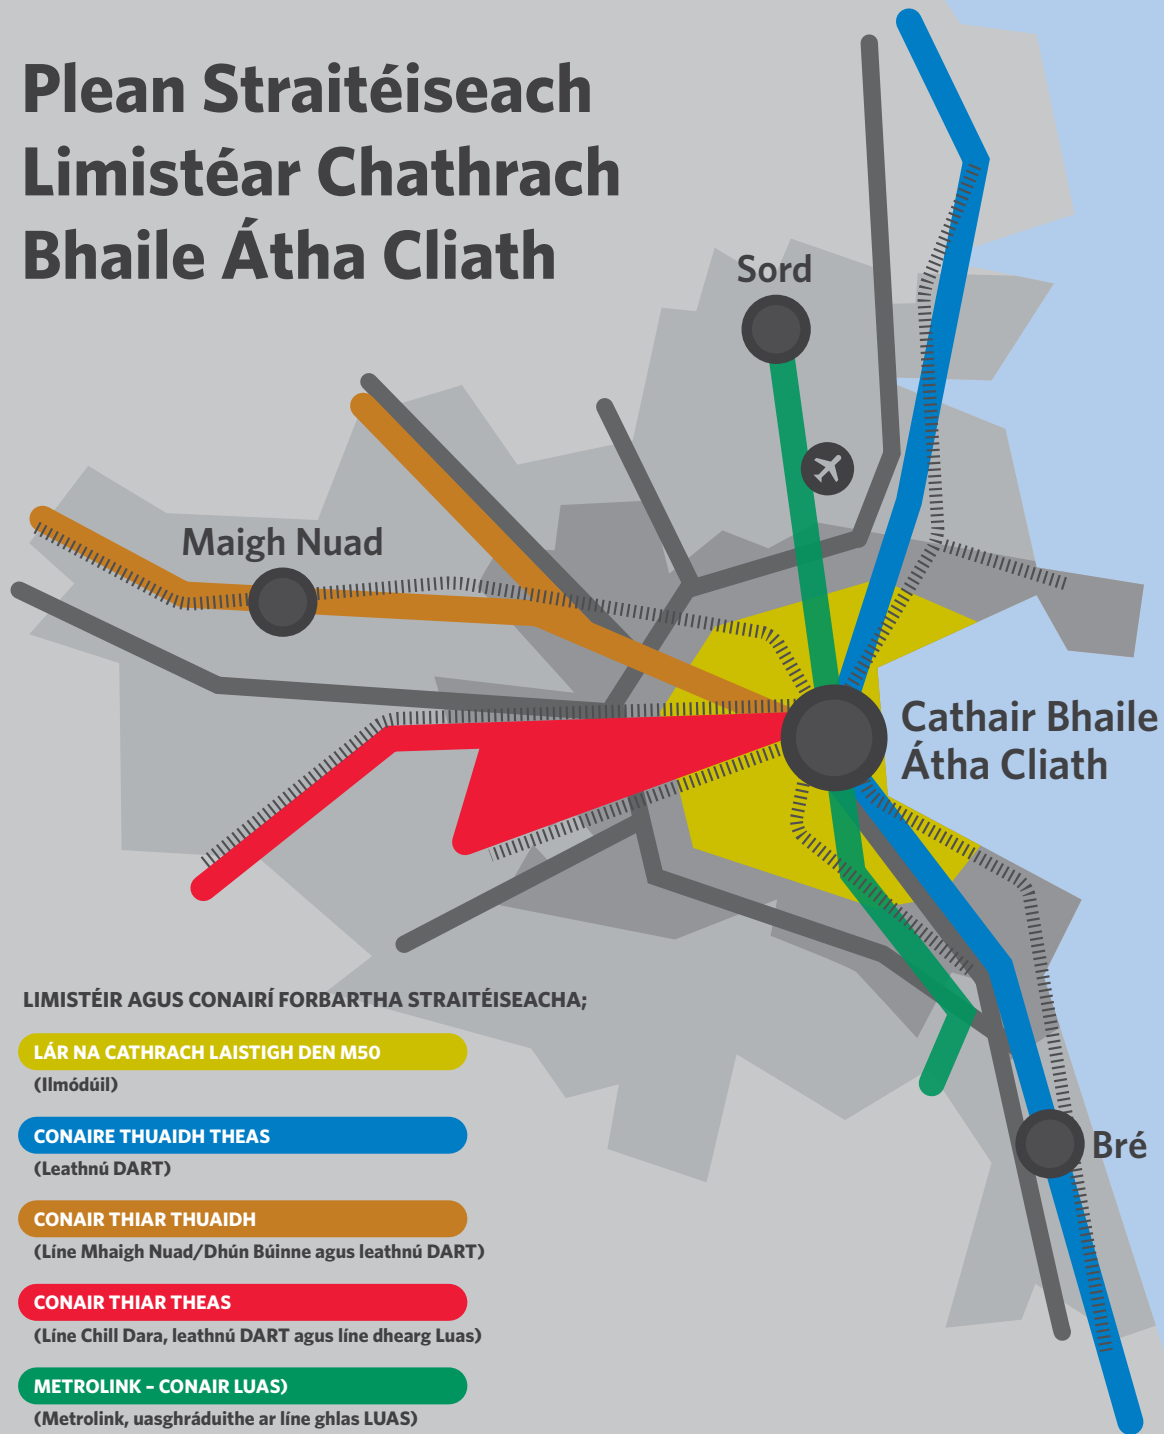 Plean Straitéiseach
Limistéar Chathrach
Bhaile Átha Cliath
Sord
Maigh Nuad
Cathair Bhaile
Átha Cliath
Bré
LIMISTÉIR AGUS CONAIRÍ FORBARTHA STRAITÉISEACHA;
LÁR NA CATHRACH LAISTIGH DEN M50
(Ilmódúil)
CONAIRE THUAIDH THEAS
(Leathnú DART)
CONAIR THIAR THUAIDH
(Líne Mhaigh Nuad/Dhún Búinne agus leathnú DART)
CONAIR THIAR THEAS
(Líne Chill Dara, leathnú DART agus líne dhearg Luas)
METROLINK – CONAIR LUAS)
(Metrolink, uasghráduithe ar líne ghlas LUAS)